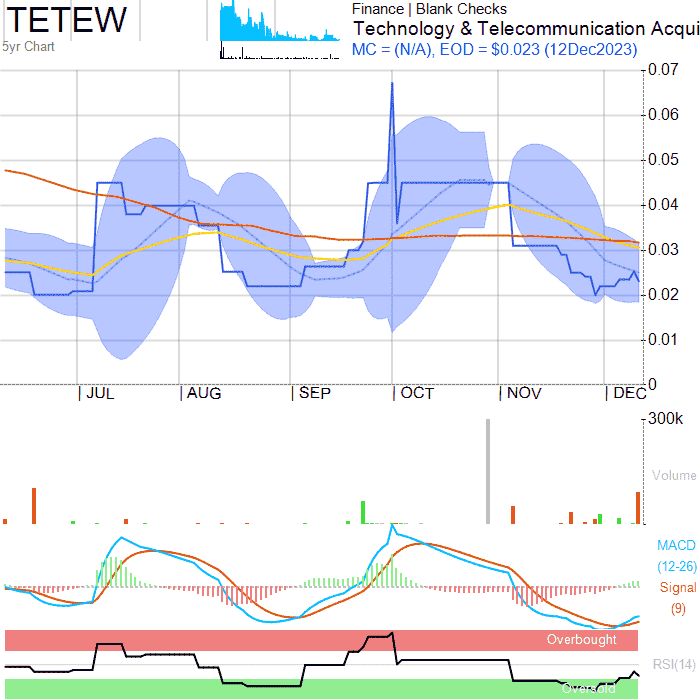 TETEW
5yr Chart
Finance | Blank Checks
Technology & Telecommunication Acqui
MC = (N/A), EOD = $0.023 (12Dec2023)
0.07
0.06
0.05
0.04
0.03
0.02
0.01
0
| JUL | AUG | SEP | OCT | NOV | DEC
300k
Volume
MACD
(12-26)
Signal
(9)
Overbought
RSI(14)
Oversold